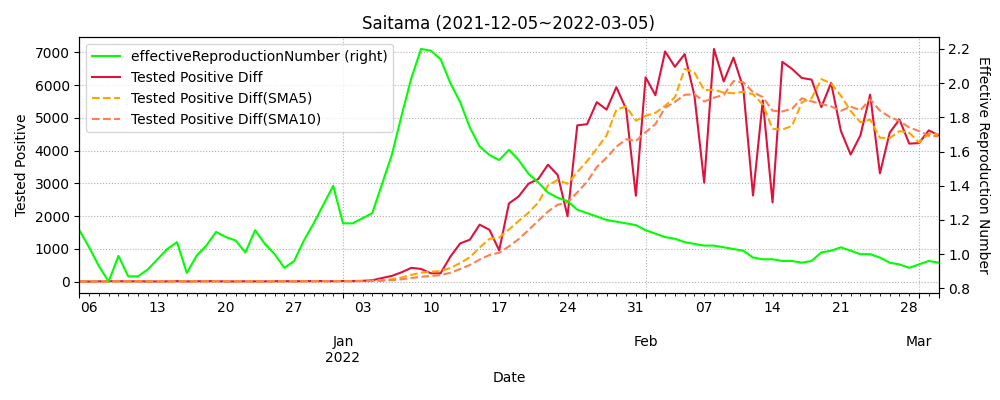 Saitama (2021-12-05~2022-03-05)
effectiveReproductionNumber (right)
Tested Positive Diff
Tested Positive Diff(SMA5)
Tested Positive Diff(SMA10)
Tested Positive
7000
6000
5000
4000
3000
2000
1000
0
Effective Reproduction Number
2.2
2.0
1.8
1.6
1.4
1.2
1.0
0.8
06 13 20 27 03 10 17 24 31 07 14 21 28
Jan Feb Mar
2022
Date